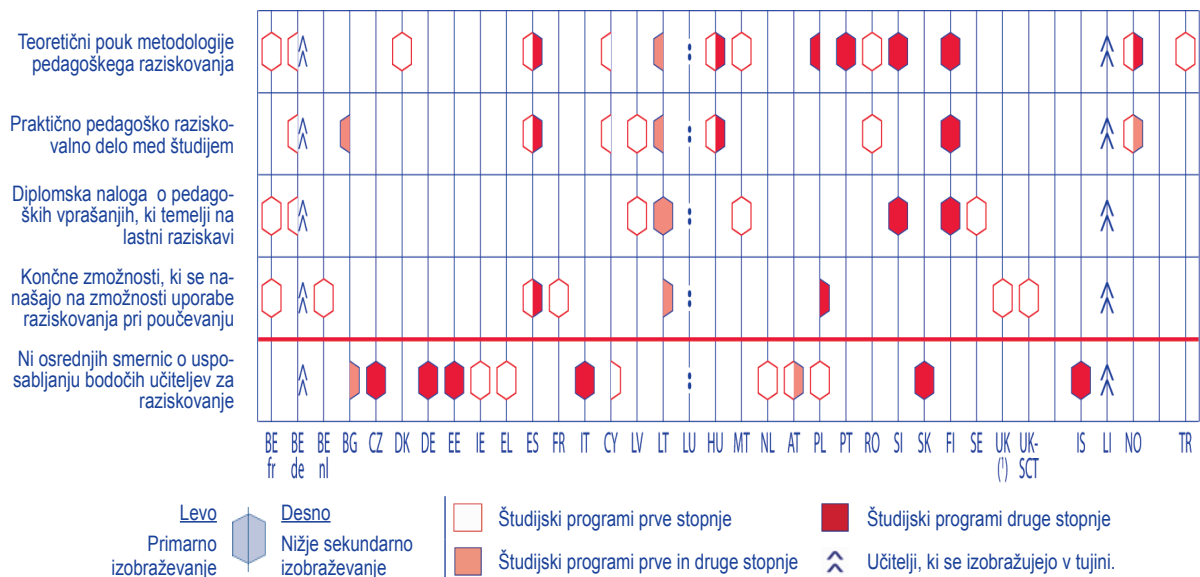 Teoretični pouk metodologije
pedagoškega raziskovanja
Praktično pedagoško razisko-
valno delo med študijem
Diplomska naloga o pedago-
ških vprašanjih, ki temelji na
lastni raziskavi
Končne zmožnosti, ki se na-
našajo na zmožnosti uporabe
raziskovanja pri poučevanju
Ni osrednjih smernic o uspo-
sabljanju bodočih učiteljev za
raziskovanje
BE BE BE BG CZ DK DE EE IE EL ES FR IT CY LV LT LU HU MT NL AT PL PT RO SI SK FI SE UK UK- IS LI NO TR
fr de nl (¹) SCT
Levo
Primarno
izobraževanje
Desno
Nižje sekundarno
izobraževanje
Študijski programi prve stopnje
Študijski programi druge stopnje
Študijski programi prve in druge stopnje
Učitelji, ki se izobražujejo v tujini.